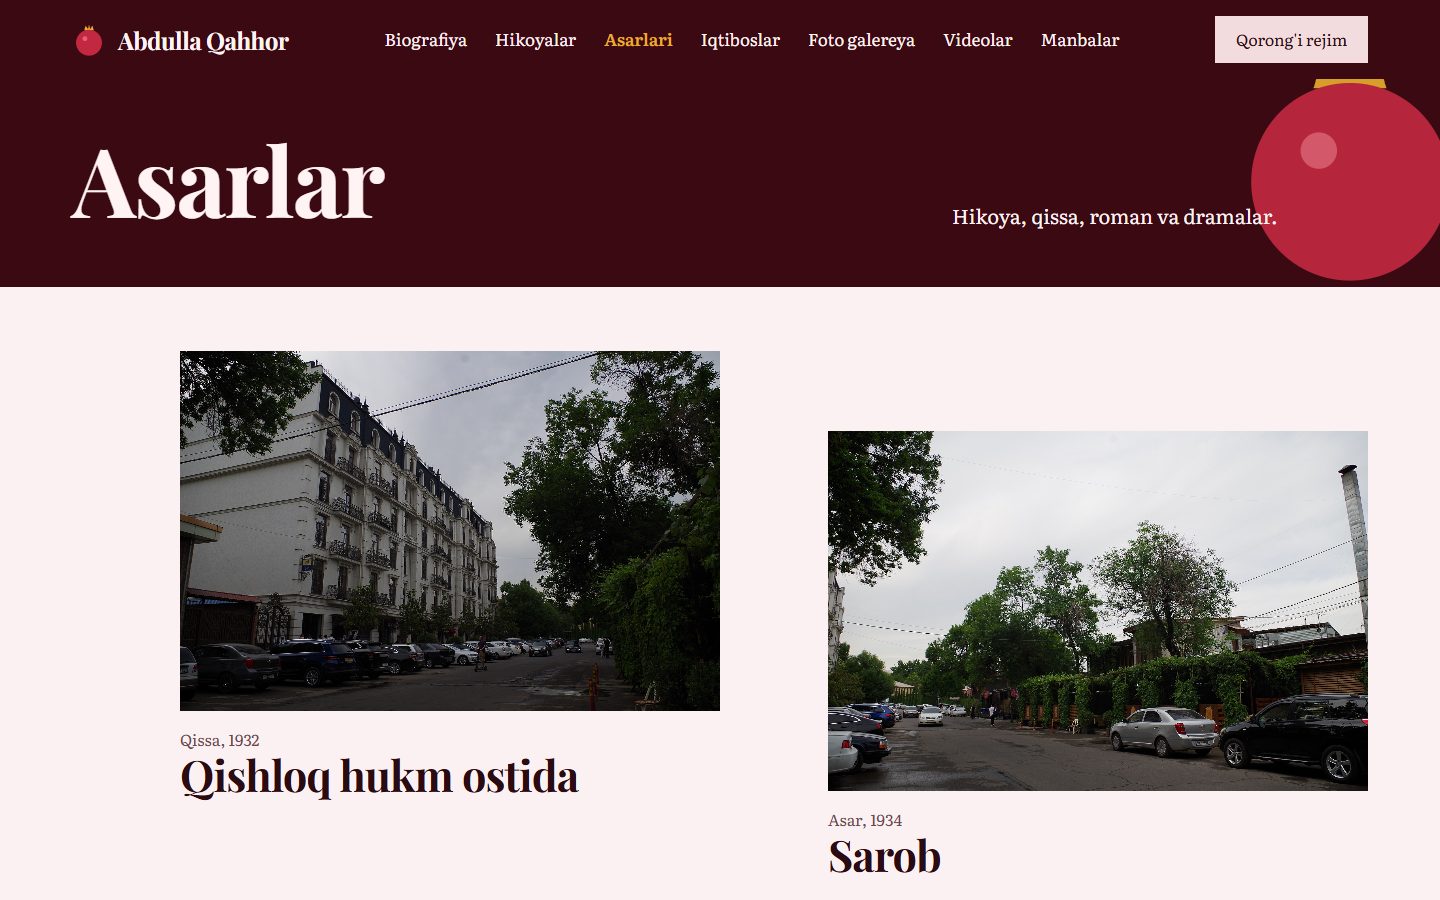 Abdulla Qahhor
Biografiya Hikoyalar Asarlari Iqtiboslar Foto galereya Videolar Manbalar
Qorong'i rejim
Asarlar
Hikoya, qissa, roman va dramalar.
Qissa, 1932
Qishloq hukm ostida
Asar, 1934
Sarob